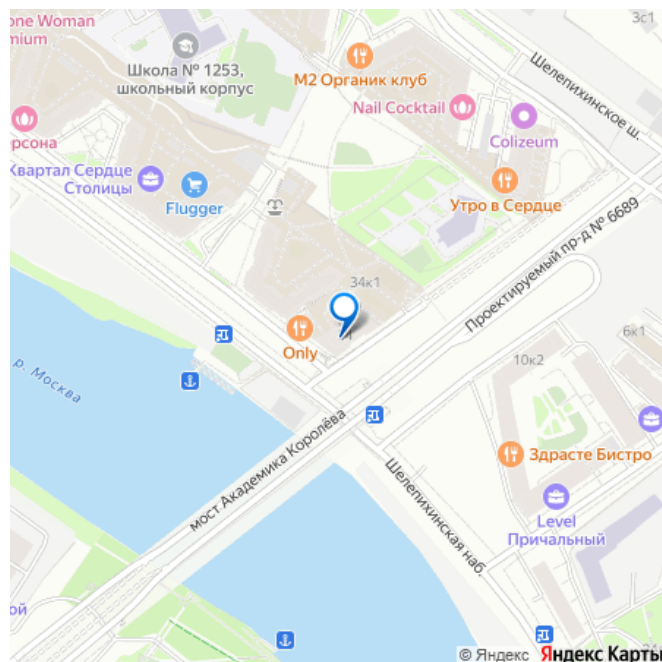 one Woman
mium
Школа № 1253,
школьный корпус
М2 Органик клуб
3с1
Шелепихинское ш.
Nail Cocktail
Colizeum
рсона
Квартал Сердце
Столицы
Flugger
Утро в Сердце
Проектируемый пр-д № 6689
34к1
Only
6к1
10к2
р. Москва
мост Академика Королёва
Здрасте Бистро
Шелепихинская наб.
Level
Причальный
ой
© Яндекс Яндекс Карты